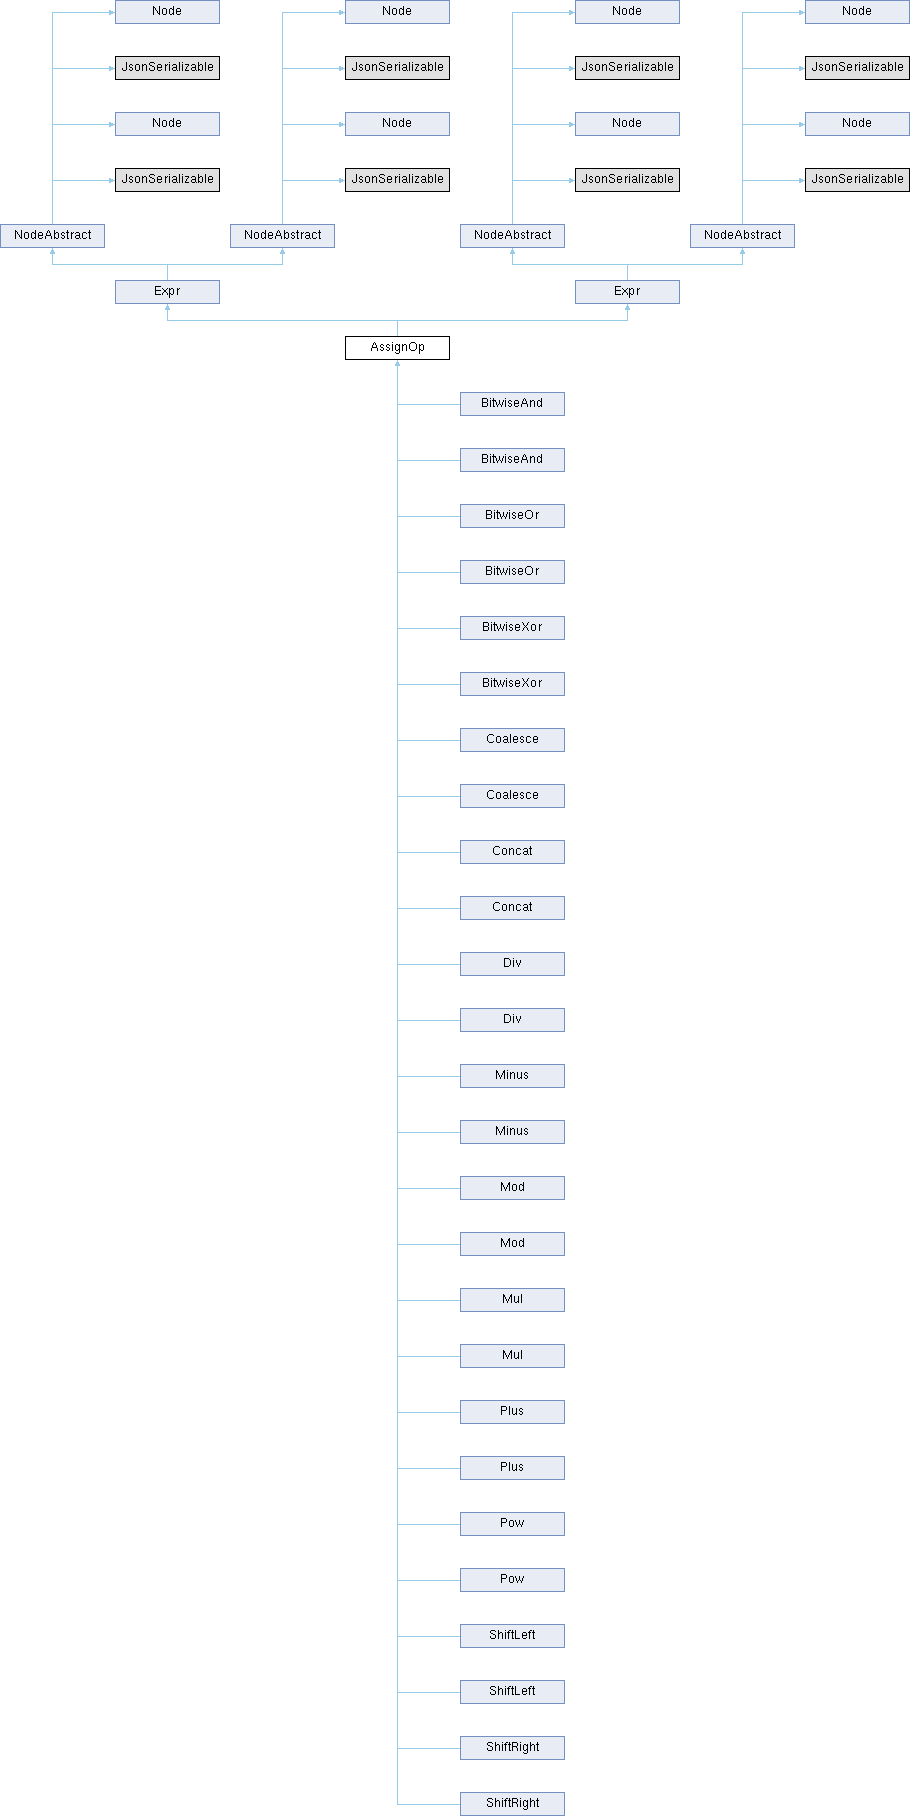 Node Node Node Node
JsonSerializable JsonSerializable JsonSerializable JsonSerializable
Node Node Node Node
JsonSerializable JsonSerializable JsonSerializable JsonSerializable
NodeAbstract NodeAbstract NodeAbstract NodeAbstract
Expr Expr
AssignOp
BitwiseAnd
BitwiseAnd
BitwiseOr
BitwiseOr
BitwiseXor
BitwiseXor
Coalesce
Coalesce
Concat
Concat
Div
Div
Minus
Minus
Mod
Mod
Mul
Mul
Plus
Plus
Pow
Pow
ShiftLeft
ShiftLeft
ShiftRight
ShiftRight